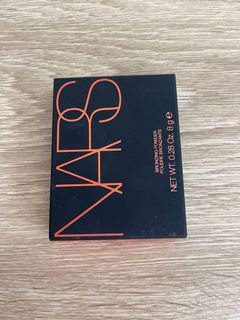 NARS
BRONZING POWDER
POUDRE BRONZANTE
NET WT. 0.28 Oz. 8 g ℮